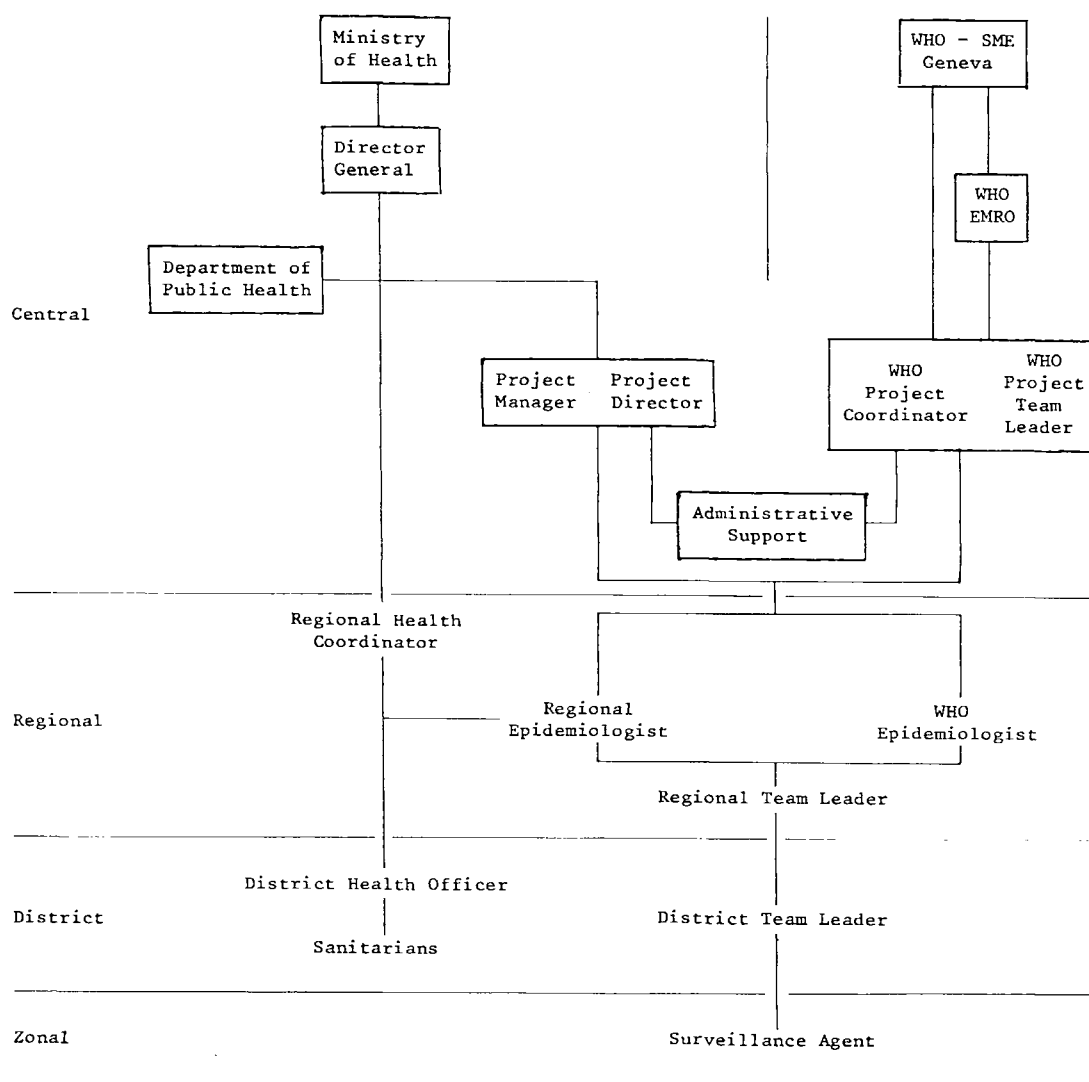 Ministry
of Health
WHO - SME
Geneva
Director
General
WHO
EMRO
Department of
Public Health
Central
Project
Manager
Project
Director
WHO
Project
Coordinator
WHO
Project
Team
Leader
Administrative
Support
Regional Health
Coordinator
Regional
Regional
Epidemiologist
WHO
Epidemiologist
Regional Team Leader
District Health Officer
District
District Team Leader
Sanitarians
Zonal
Surveillance Agent